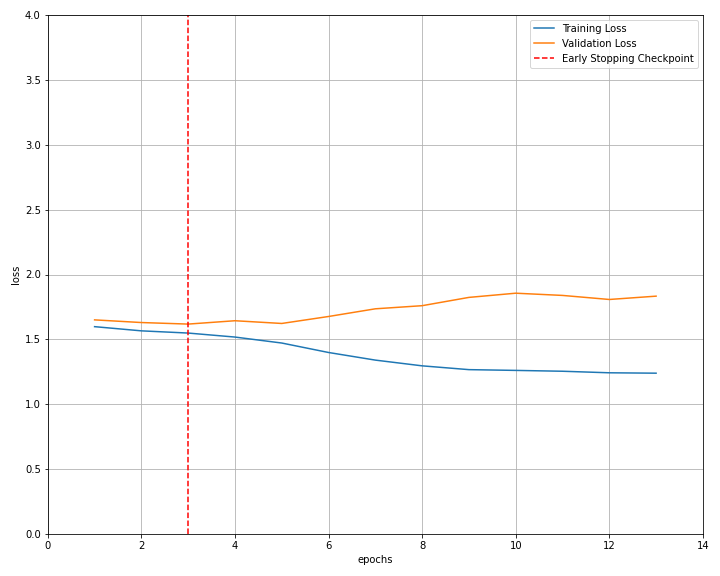 Training Loss
Validation Loss
Early Stopping Checkpoint
4.0
3.5
3.0
2.5
2.0
1.5
1.0
0.5
0.0
loss
0 2 4 6 8 10 12 14
epochs